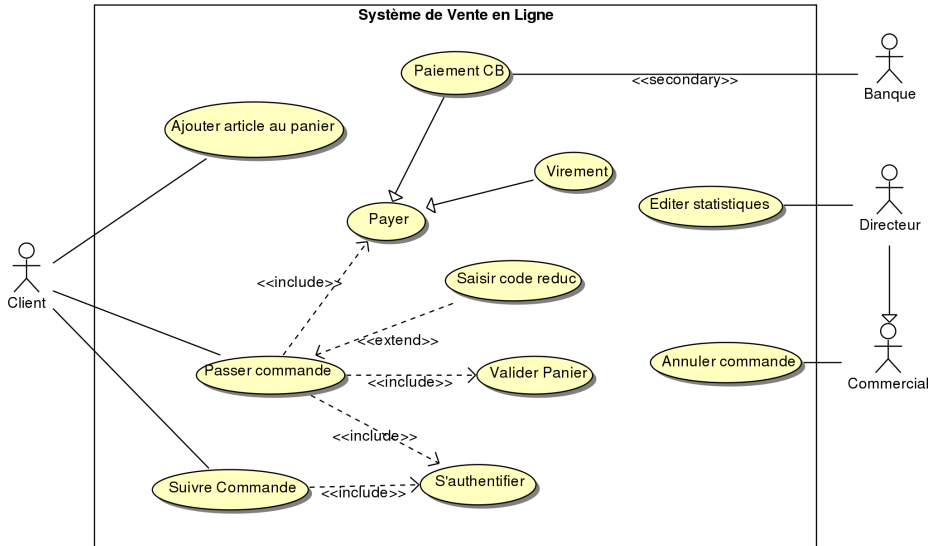 Système de Vente en Ligne
Paiement CB
<<secondary>>
Banque
Ajouter article au panier
Virement
Payer
Editer statistiques
Directeur
Client
<<include>>
Saisir code reduc
<<extend>>
Passer commande
<<include>>
Valider Panier
Annuler commande
Commercial
<<include>>
Suivre Commande
<<include>>
S'authentifier